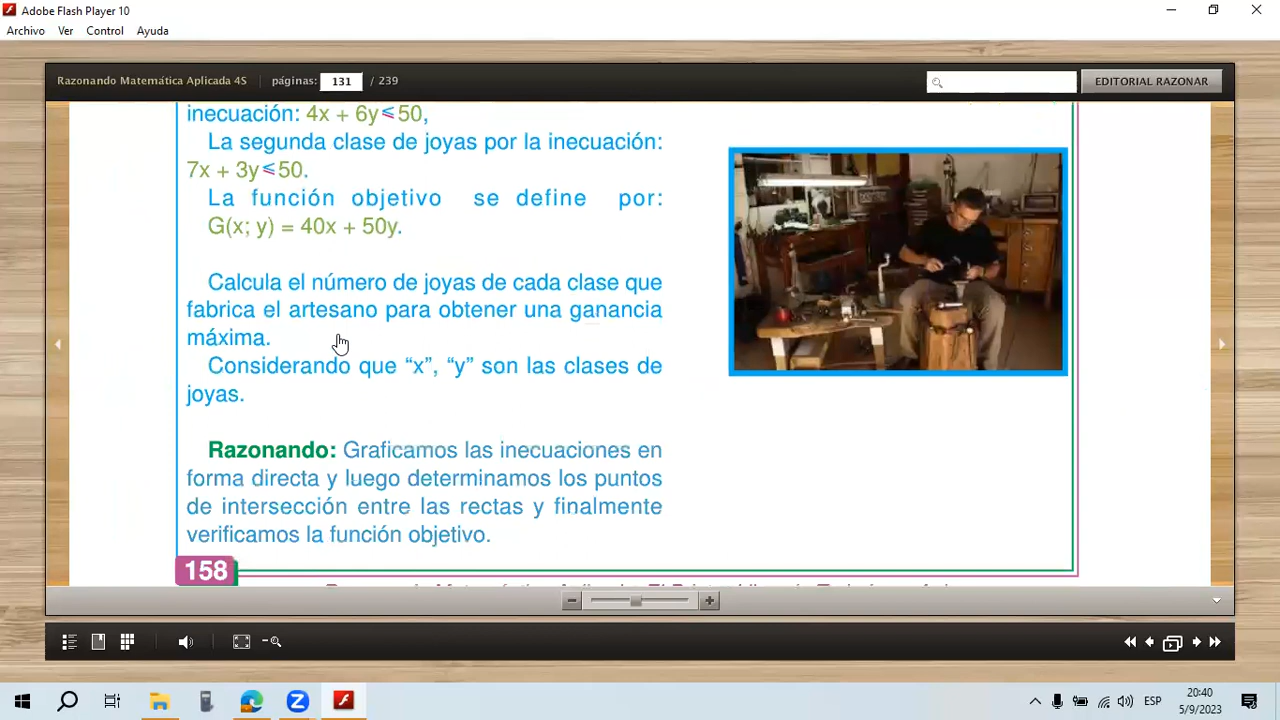 Adobe Flash Player 10
Archivo Ver Control Ayuda
Razonando Matemática Aplicada 4S páginas: 131 / 239 EDITORIAL RAZONAR
inecuación: 4x + 6y ⩽ 50,
La segunda clase de joyas por la inecuación:
7x + 3y ⩽ 50.
La función objetivo se define por:
G(x; y) = 40x + 50y.
Calcula el número de joyas de cada clase que
fabrica el artesano para obtener una ganancia
máxima.
Considerando que “x”, “y” son las clases de
joyas.
Razonando: Graficamos las inecuaciones en
forma directa y luego determinamos los puntos
de intersección entre las rectas y finalmente
verificamos la función objetivo.
158
ESP
20:40
5/9/2023